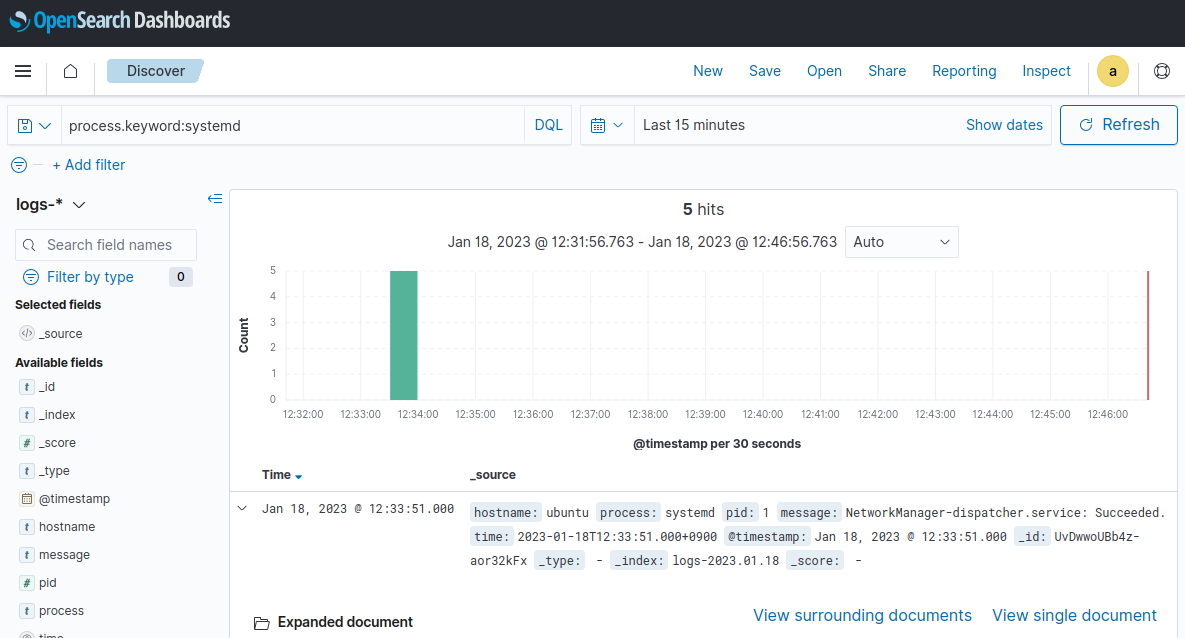 OpenSearch Dashboards
Discover
New Save Open Share Reporting Inspect a
process.keyword:systemd DQL Last 15 minutes Show dates Refresh
+ Add filter
logs-*
Search field names
Filter by type 0
Selected fields
</> _source
Available fields
t _id
t _index
# _score
t _type
@timestamp
t hostname
t message
# pid
t process
time
5 hits
Jan 18, 2023 @ 12:31:56.763 - Jan 18, 2023 @ 12:46:56.763 Auto
Count
5
4
3
2
1
0
12:32:00 12:33:00 12:34:00 12:35:00 12:36:00 12:37:00 12:38:00 12:39:00 12:40:00 12:41:00 12:42:00 12:43:00 12:44:00 12:45:00 12:46:00
@timestamp per 30 seconds
Time _source
Jan 18, 2023 @ 12:33:51.000 hostname: ubuntu process: systemd pid: 1 message: NetworkManager-dispatcher.service: Succeeded.
time: 2023-01-18T12:33:51.000+0900 @timestamp: Jan 18, 2023 @ 12:33:51.000 _id: UvDwwoUBb4z-
aor32kFx _type: - _index: logs-2023.01.18 _score: -
Expanded document View surrounding documents View single document